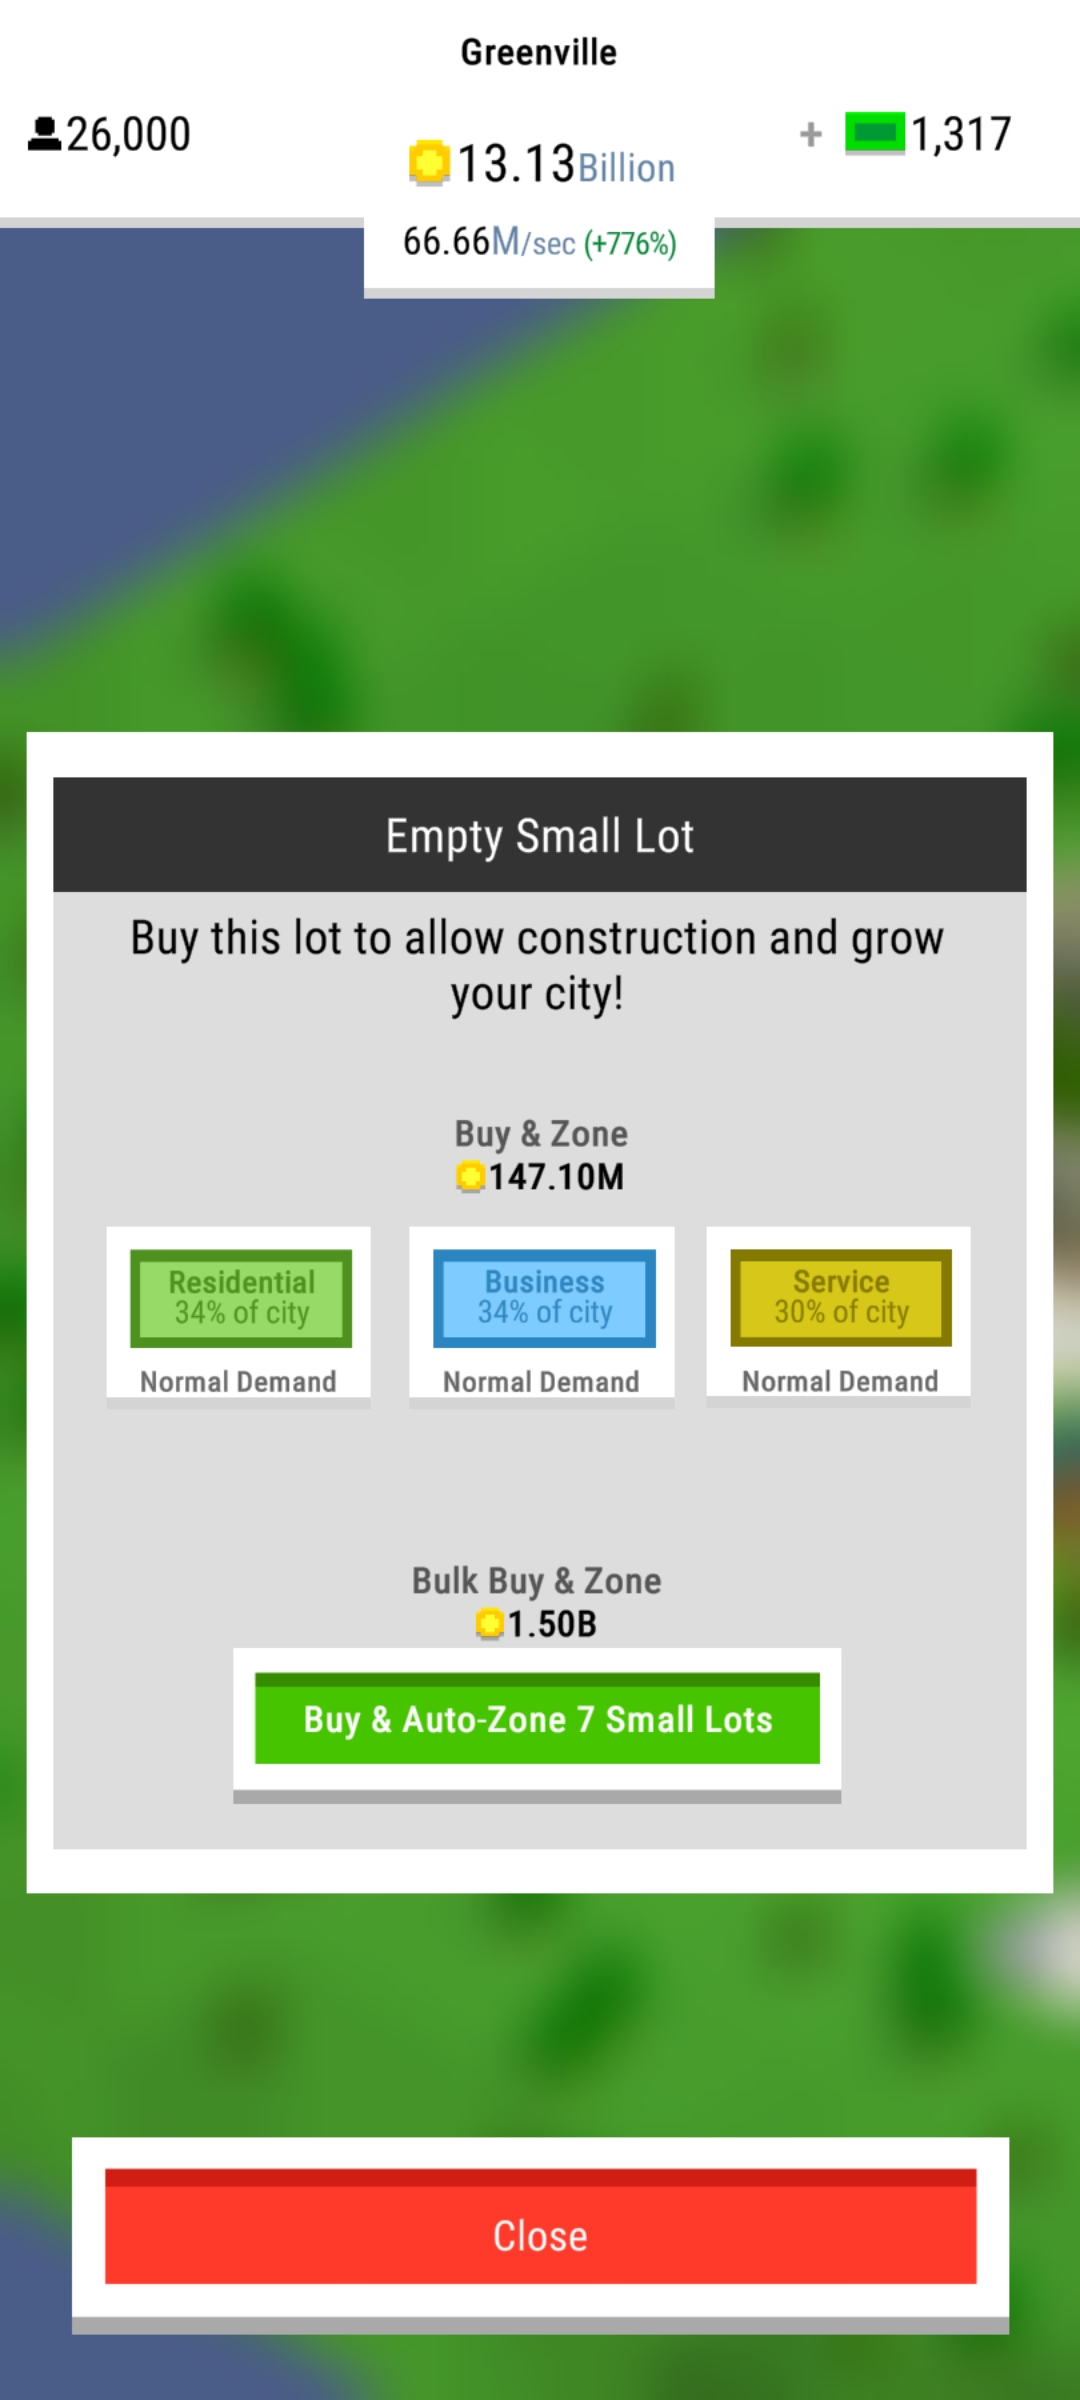 Greenville
26,000
13.13Billion
+ 1,317
66.66M/sec (+776%)
Empty Small Lot
Buy this lot to allow construction and grow
your city!
Buy & Zone
147.10M
Residential
34% of city
Normal Demand
Business
34% of city
Normal Demand
Service
30% of city
Normal Demand
Bulk Buy & Zone
1.50B
Buy & Auto-Zone 7 Small Lots
Close